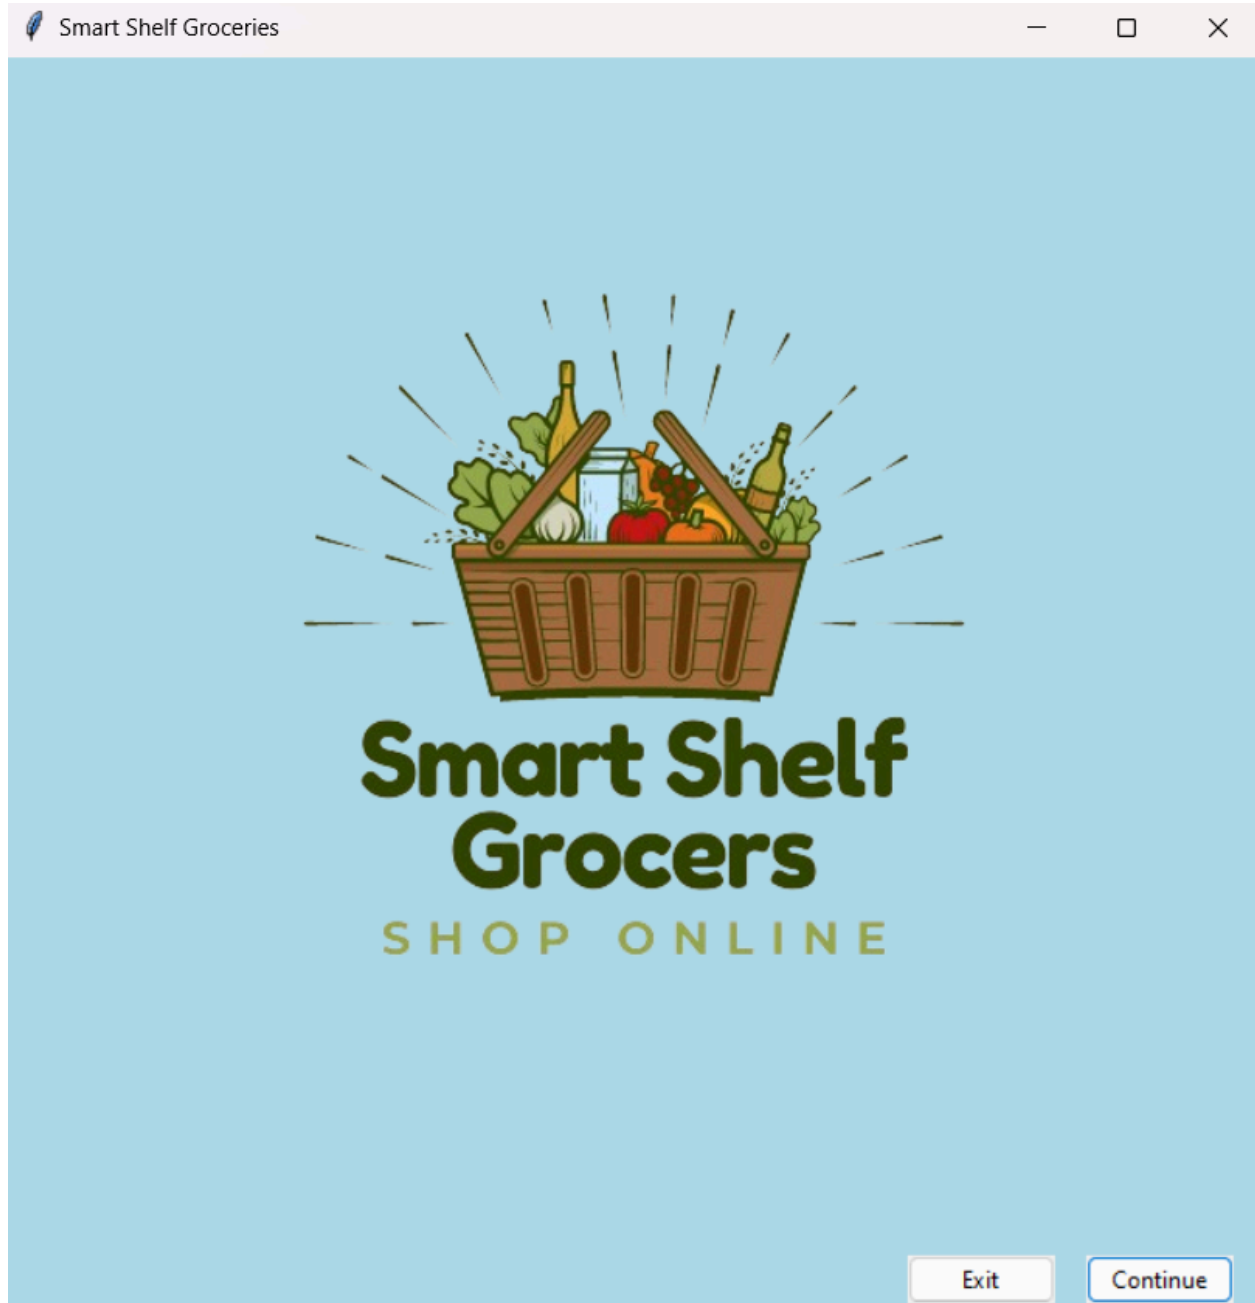 Smart Shelf Groceries
Smart Shelf
Grocers
SHOP ONLINE
Exit Continue